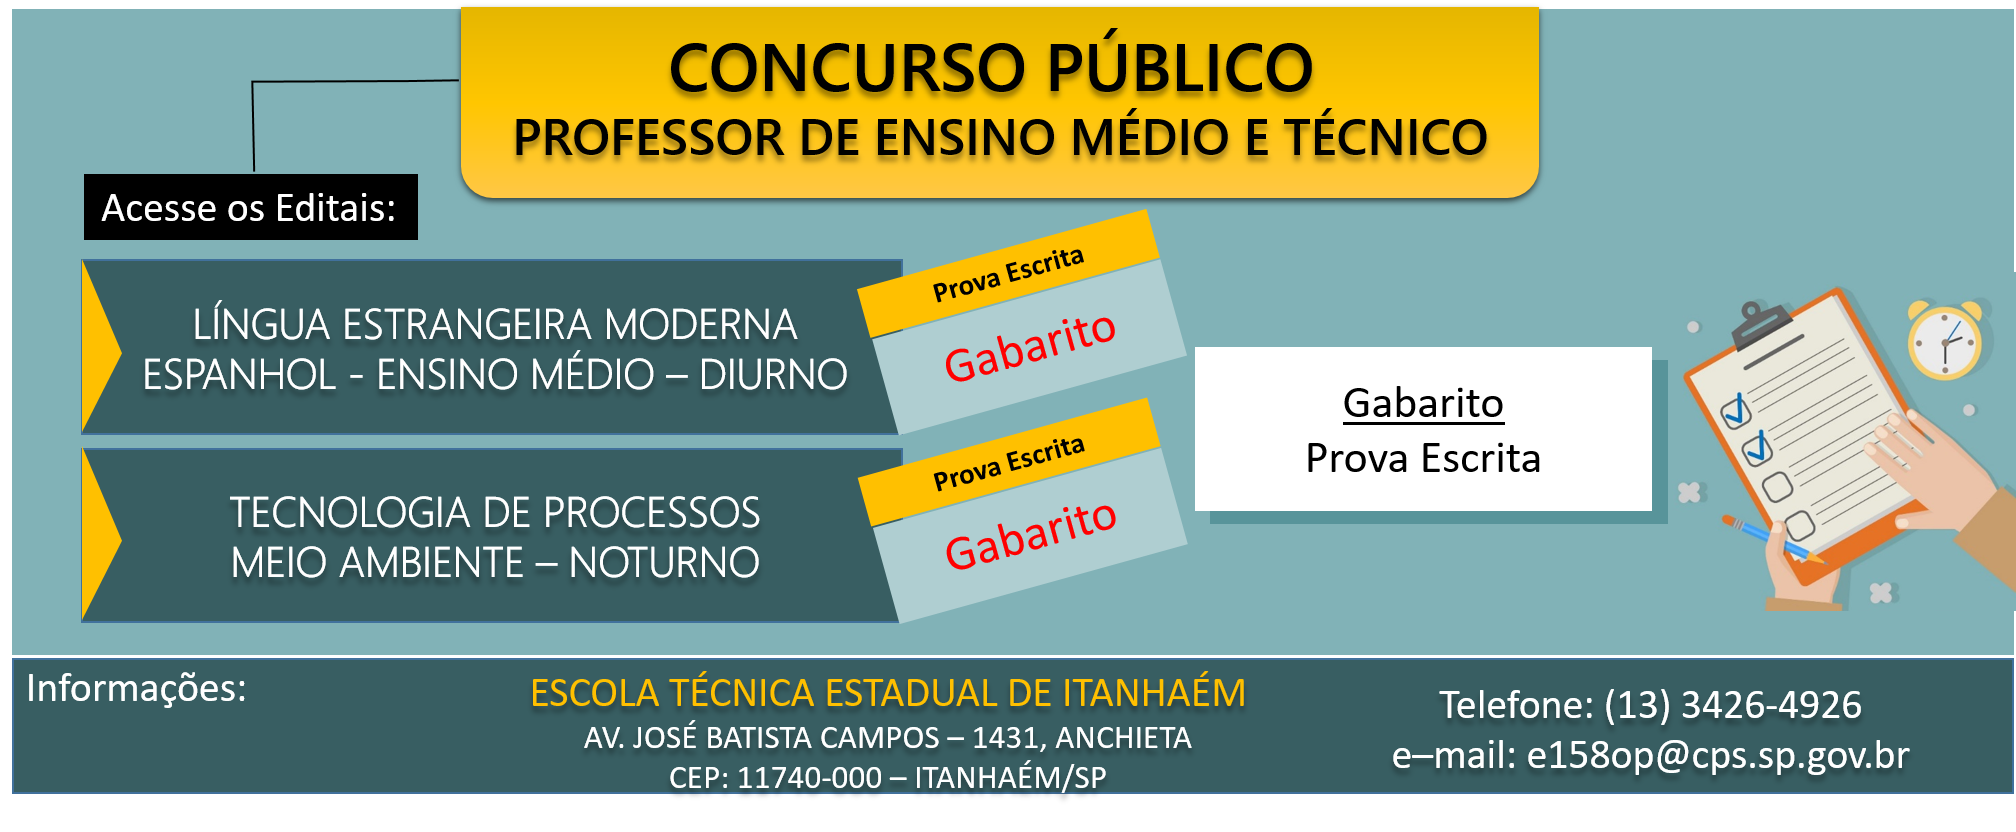 CONCURSO PÚBLICO
PROFESSOR DE ENSINO MÉDIO E TÉCNICO
Acesse os Editais:
LÍNGUA ESTRANGEIRA MODERNA
ESPANHOL - ENSINO MÉDIO – DIURNO
Prova Escrita
Gabarito
TECNOLOGIA DE PROCESSOS
MEIO AMBIENTE – NOTURNO
Prova Escrita
Gabarito
Gabarito
Prova Escrita
Informações:
ESCOLA TÉCNICA ESTADUAL DE ITANHAÉM
AV. JOSÉ BATISTA CAMPOS – 1431, ANCHIETA
CEP: 11740-000 – ITANHAÉM/SP
Telefone: (13) 3426-4926
e–mail: e158op@cps.sp.gov.br